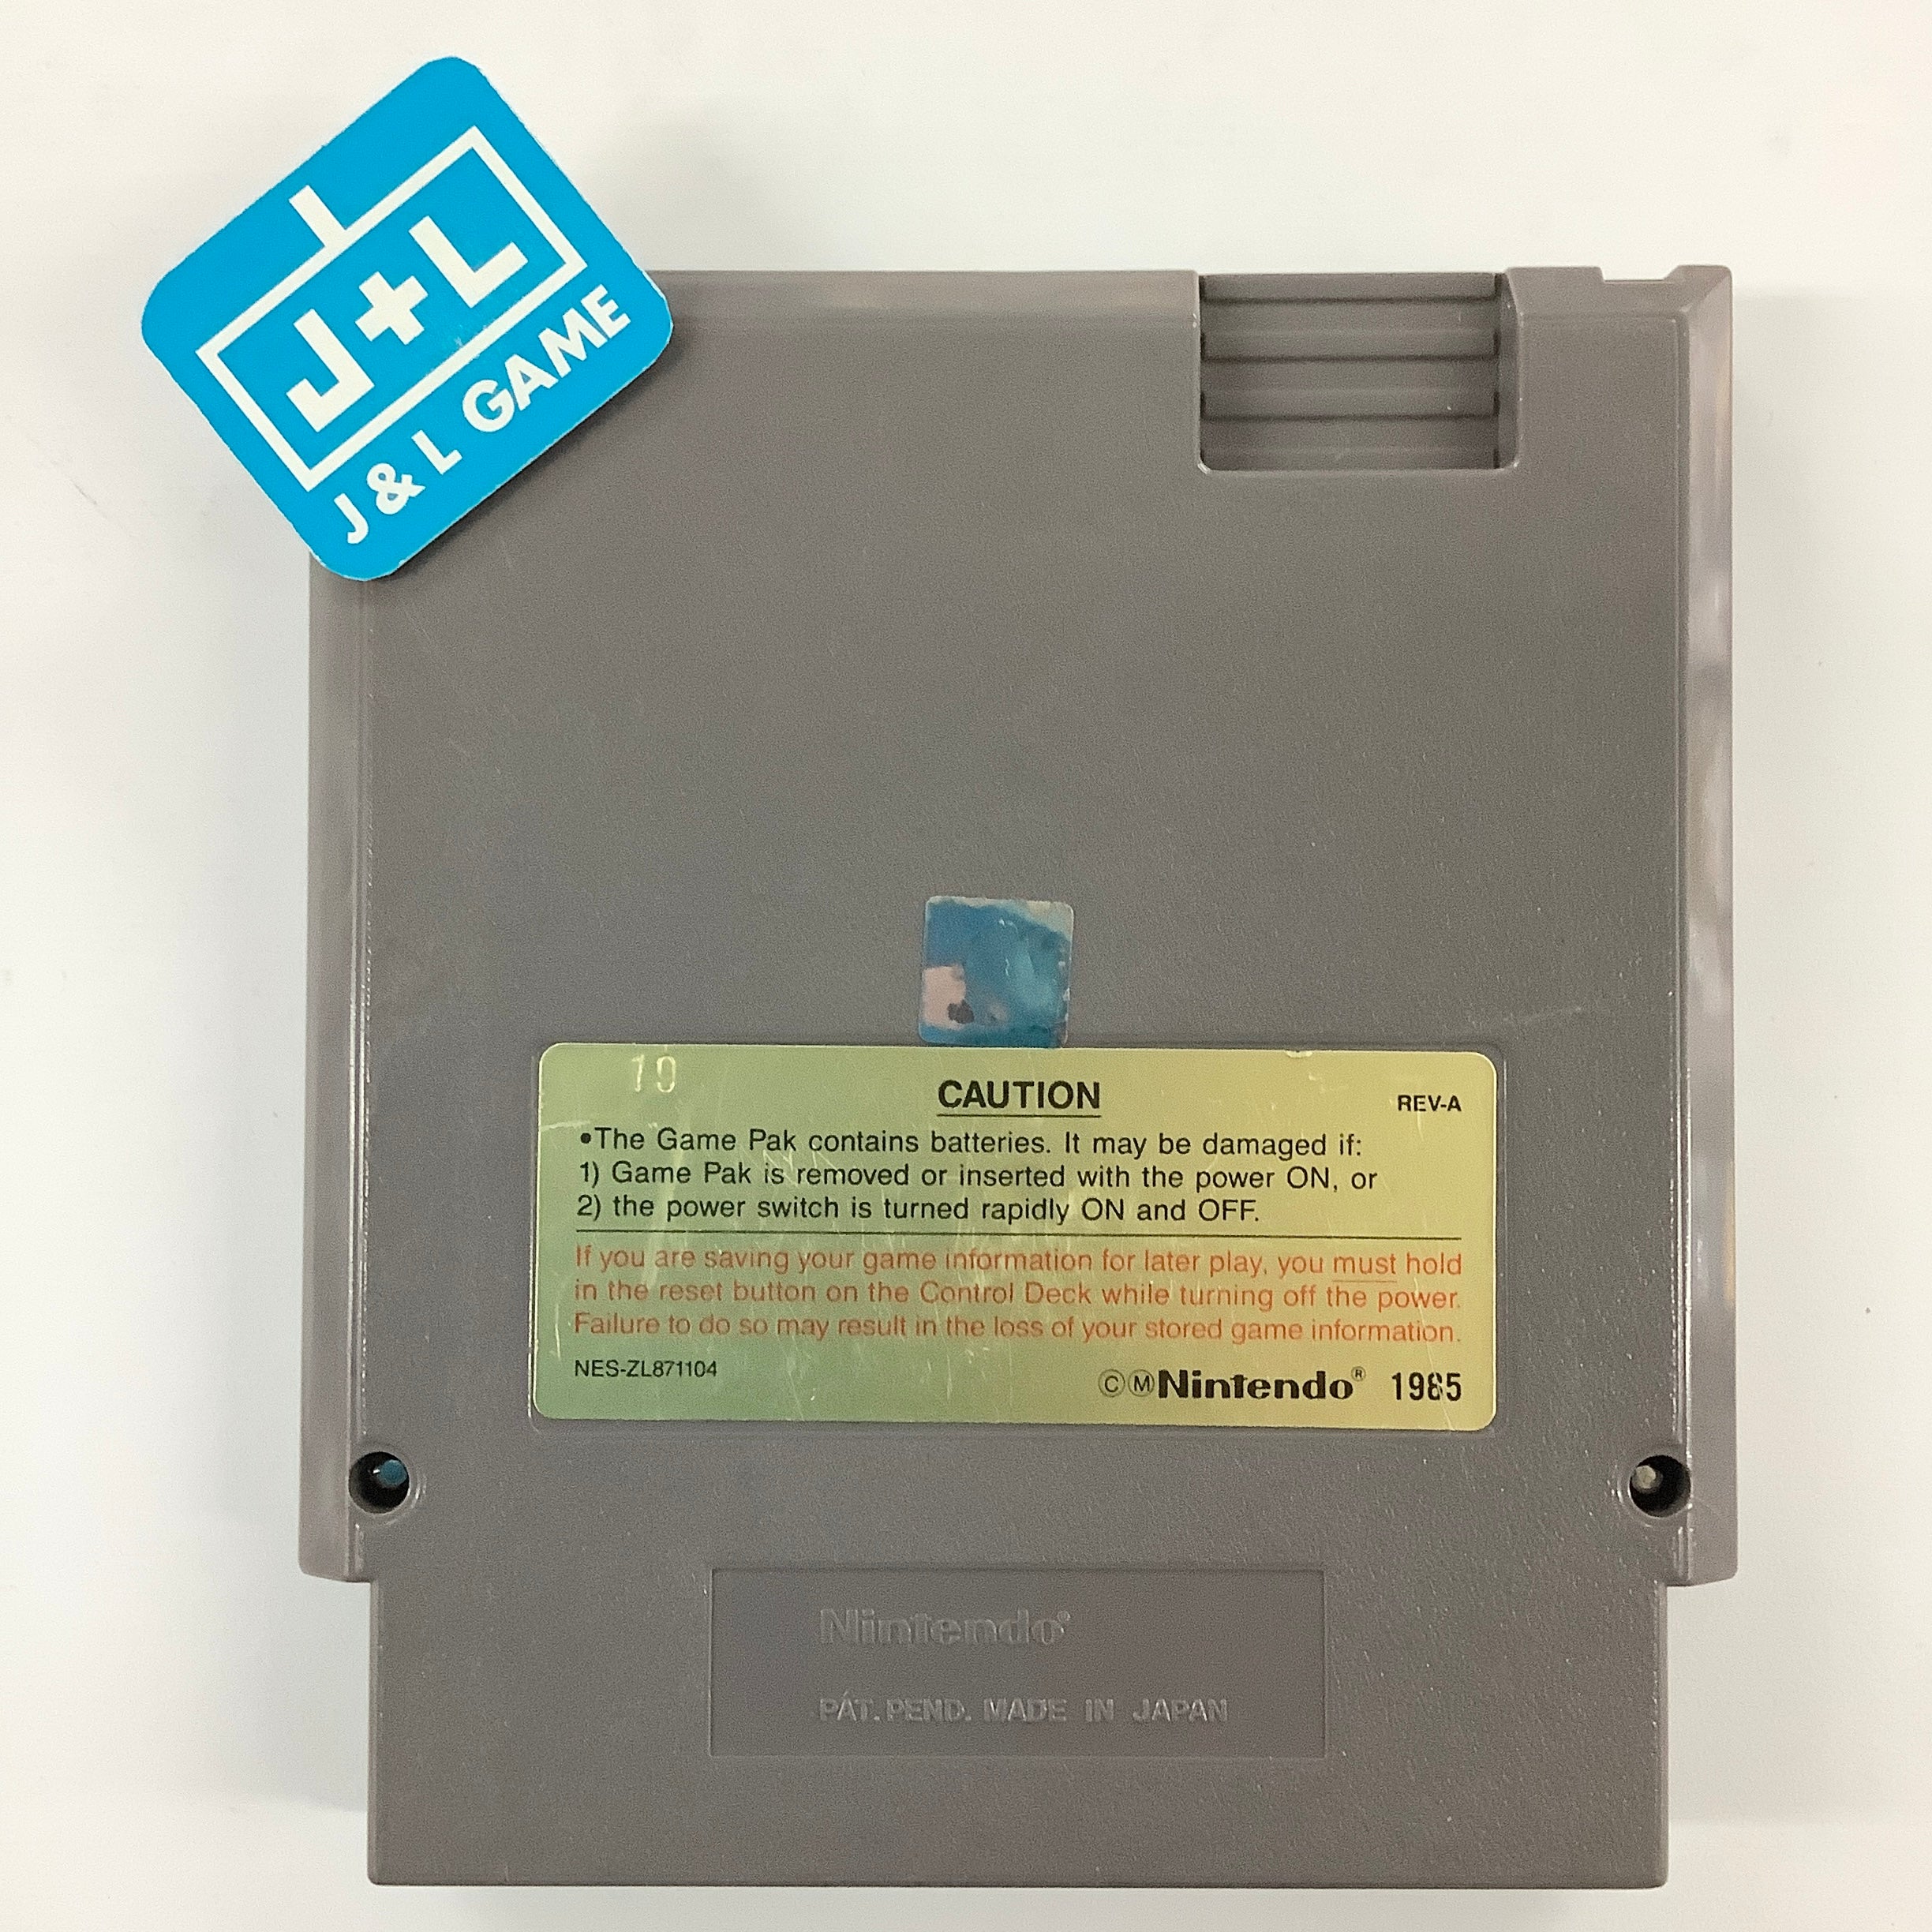 J+L
J & L GAME
10
CAUTION
REV-A
•The Game Pak contains batteries. It may be damaged if:
1) Game Pak is removed or inserted with the power ON, or
2) the power switch is turned rapidly ON and OFF.
If you are saving your game information for later play, you must hold
in the reset button on the Control Deck while turning off the power.
Failure to do so may result in the loss of your stored game information.
NES-ZL871104
ⒸⓂNintendo® 1985
Nintendo®
PAT. PEND. MADE IN JAPAN